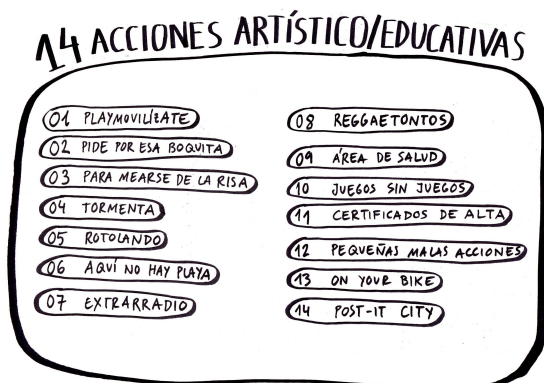 14 ACCIONES ARTÍSTICO/EDUCATIVAS
01 PLAYMOVILÍZATE
02 PIDE POR ESA BOQUITA
03 PARA MEARSE DE LA RISA
04 TORMENTA
05 ROTOLANDO
06 AQUÍ NO HAY PLAYA
07 EXTRARRADIO
08 REGGAETONTOS
09 ÁREA DE SALUD
10 JUEGOS SIN JUEGOS
11 CERTIFICADOS DE ALTA
12 PEQUEÑAS MALAS ACCIONES
13 ON YOUR BIKE
14 POST-IT CITY